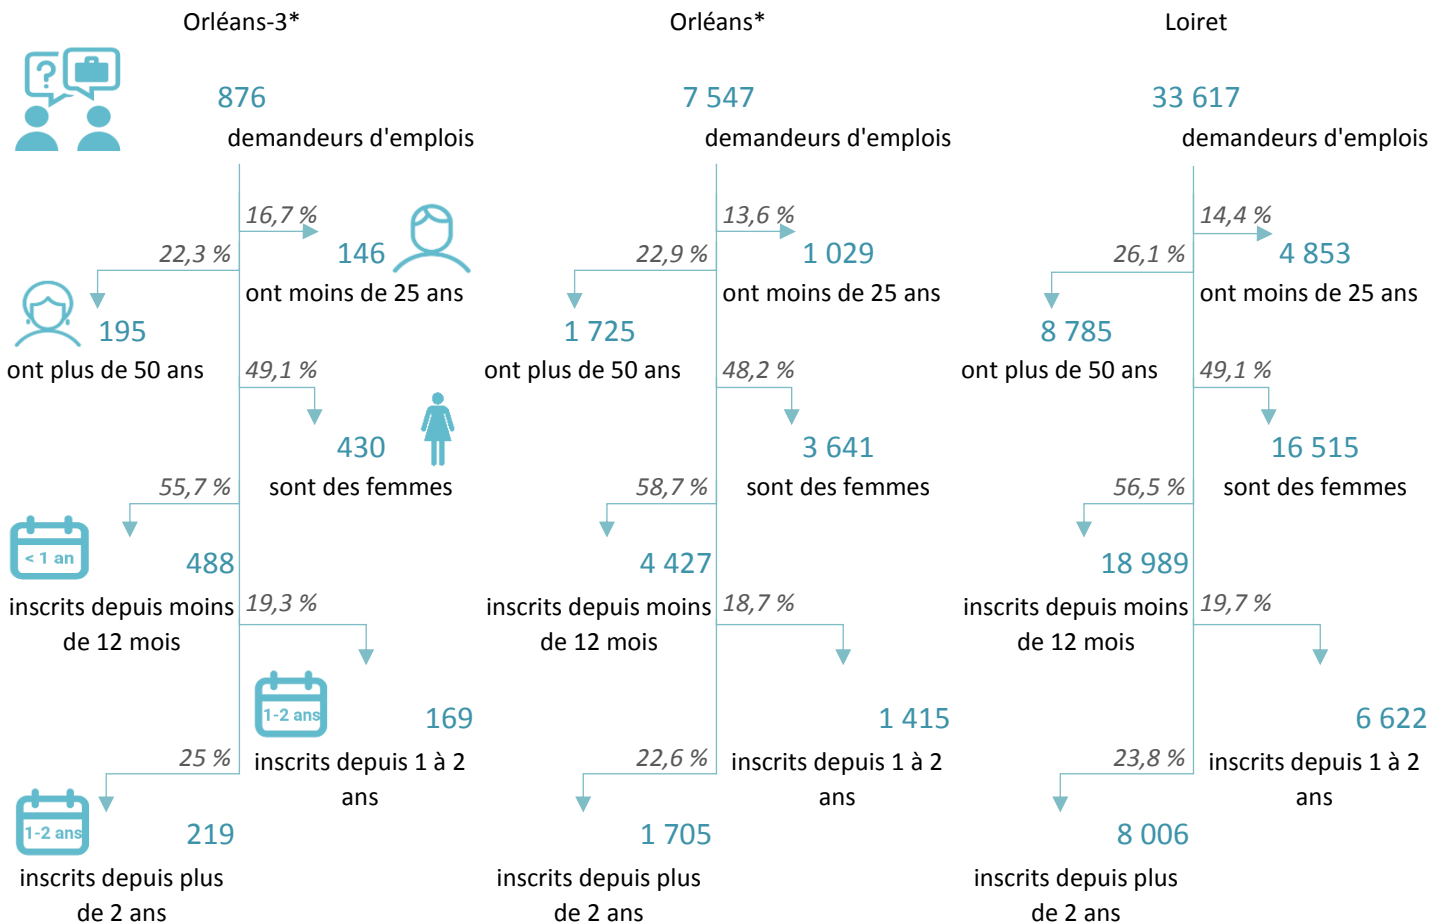 Orléans-3*
?
876
demandeurs d'emplois
16,7 %
146
ont moins de 25 ans
22,3 %
195
ont plus de 50 ans
49,1 %
430
sont des femmes
55,7 %
< 1 an
488
inscrits depuis moins
de 12 mois
19,3 %
1-2 ans
169
inscrits depuis 1 à 2
ans
25 %
1-2 ans
219
inscrits depuis plus
de 2 ans
Orléans*
7 547
demandeurs d'emplois
13,6 %
1 029
ont moins de 25 ans
22,9 %
1 725
ont plus de 50 ans
48,2 %
3 641
sont des femmes
58,7 %
4 427
inscrits depuis moins
de 12 mois
18,7 %
1 415
inscrits depuis 1 à 2
ans
22,6 %
1 705
inscrits depuis plus
de 2 ans
Loiret
33 617
demandeurs d'emplois
14,4 %
4 853
ont moins de 25 ans
26,1 %
8 785
ont plus de 50 ans
49,1 %
16 515
sont des femmes
56,5 %
18 989
inscrits depuis moins
de 12 mois
19,7 %
6 622
inscrits depuis 1 à 2
ans
23,8 %
8 006
inscrits depuis plus
de 2 ans